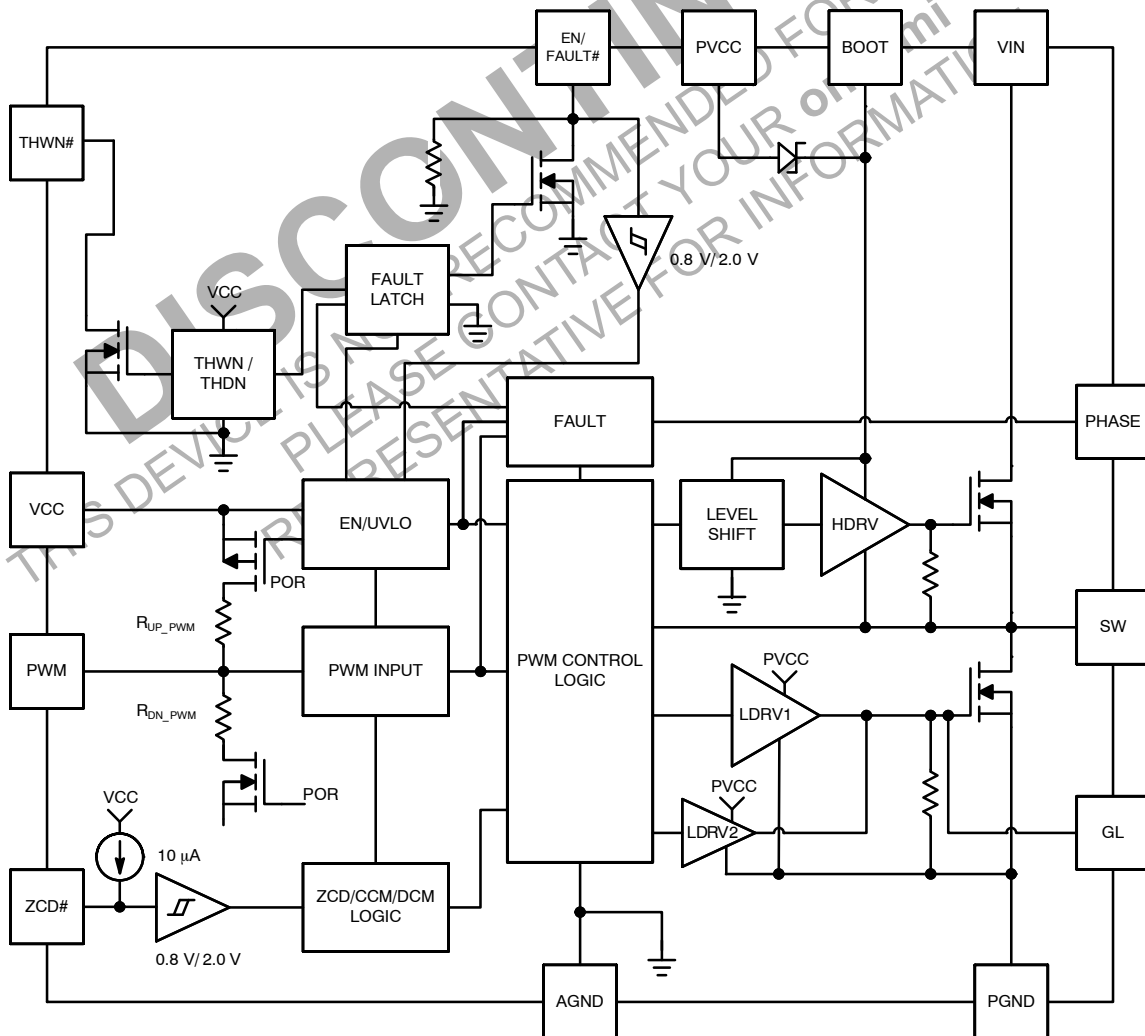 EN/
FAULT#
PVCC
BOOT
VIN
THWN#
0.8 V/2.0 V
FAULT
LATCH
VCC
THWN /
THDN
FAULT
PHASE
VCC
EN/UVLO
LEVEL
SHIFT
HDRV
POR
RUP_PWM
SW
PWM
PWM INPUT
PWM CONTROL
LOGIC
PVCC
LDRV1
RDN_PWM
PVCC
POR
VCC
LDRV2
GL
10 μA
ZCD#
ZCD/CCM/DCM
LOGIC
0.8 V/2.0 V
AGND
PGND
THIS DEVICE IS NOT RECOMMENDED FOR
PLEASE CONTACT YOUR
REPRESENTATIVE FOR INFORMATION